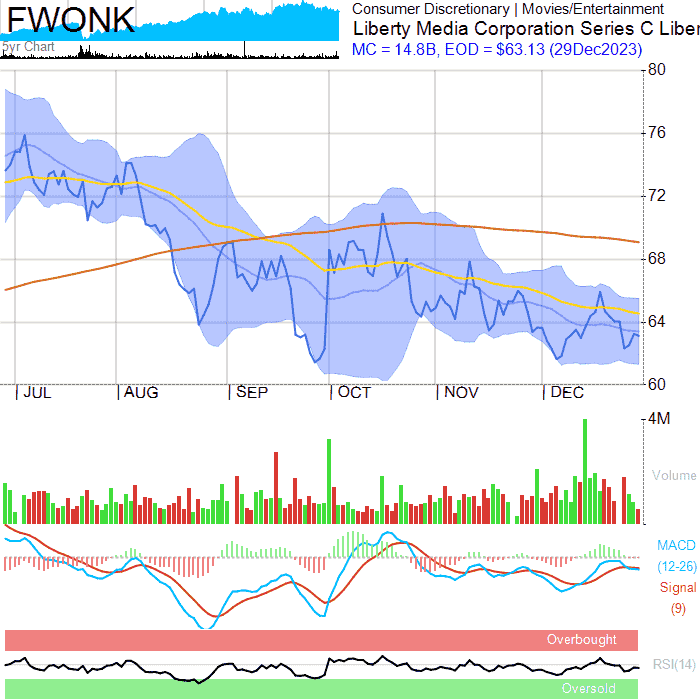 FWONK
5yr Chart
Consumer Discretionary | Movies/Entertainment
Liberty Media Corporation Series C Liber
MC = 14.8B, EOD = $63.13 (29Dec2023)
80
76
72
68
64
60
JUL AUG SEP OCT NOV DEC
4M
Volume
MACD
(12-26)
Signal
(9)
Overbought
RSI(14)
Oversold